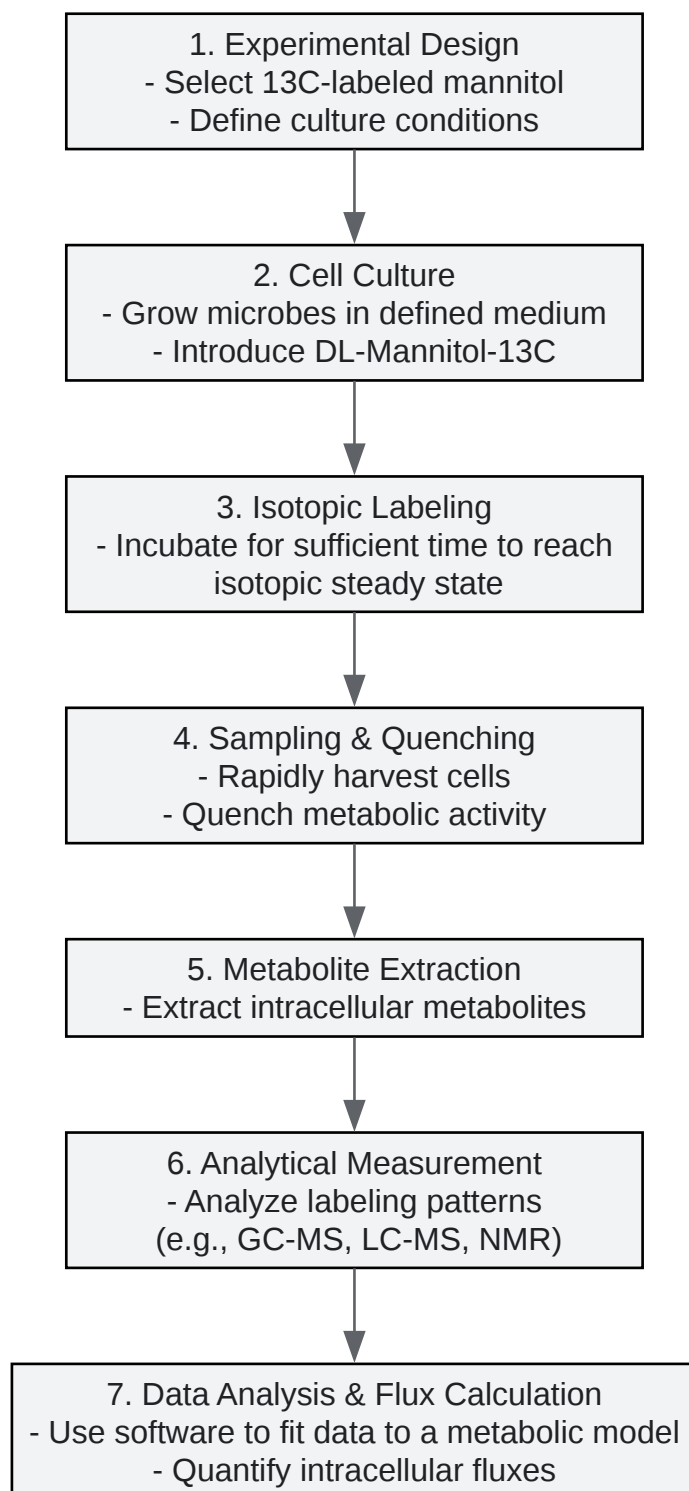 1. Experimental Design
- Select 13C-labeled mannitol
- Define culture conditions
2. Cell Culture
- Grow microbes in defined medium
- Introduce DL-Mannitol-13C
3. Isotopic Labeling
- Incubate for sufficient time to reach
isotopic steady state
4. Sampling & Quenching
- Rapidly harvest cells
- Quench metabolic activity
5. Metabolite Extraction
- Extract intracellular metabolites
6. Analytical Measurement
- Analyze labeling patterns
(e.g., GC-MS, LC-MS, NMR)
7. Data Analysis & Flux Calculation
- Use software to fit data to a metabolic model
- Quantify intracellular fluxes